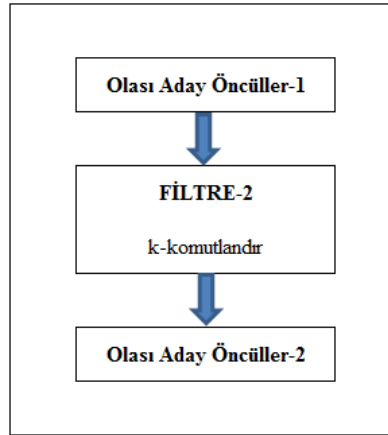 Olası Aday Öncüller-1
FİLTRE-2
k-komutlandır
Olası Aday Öncüller-2